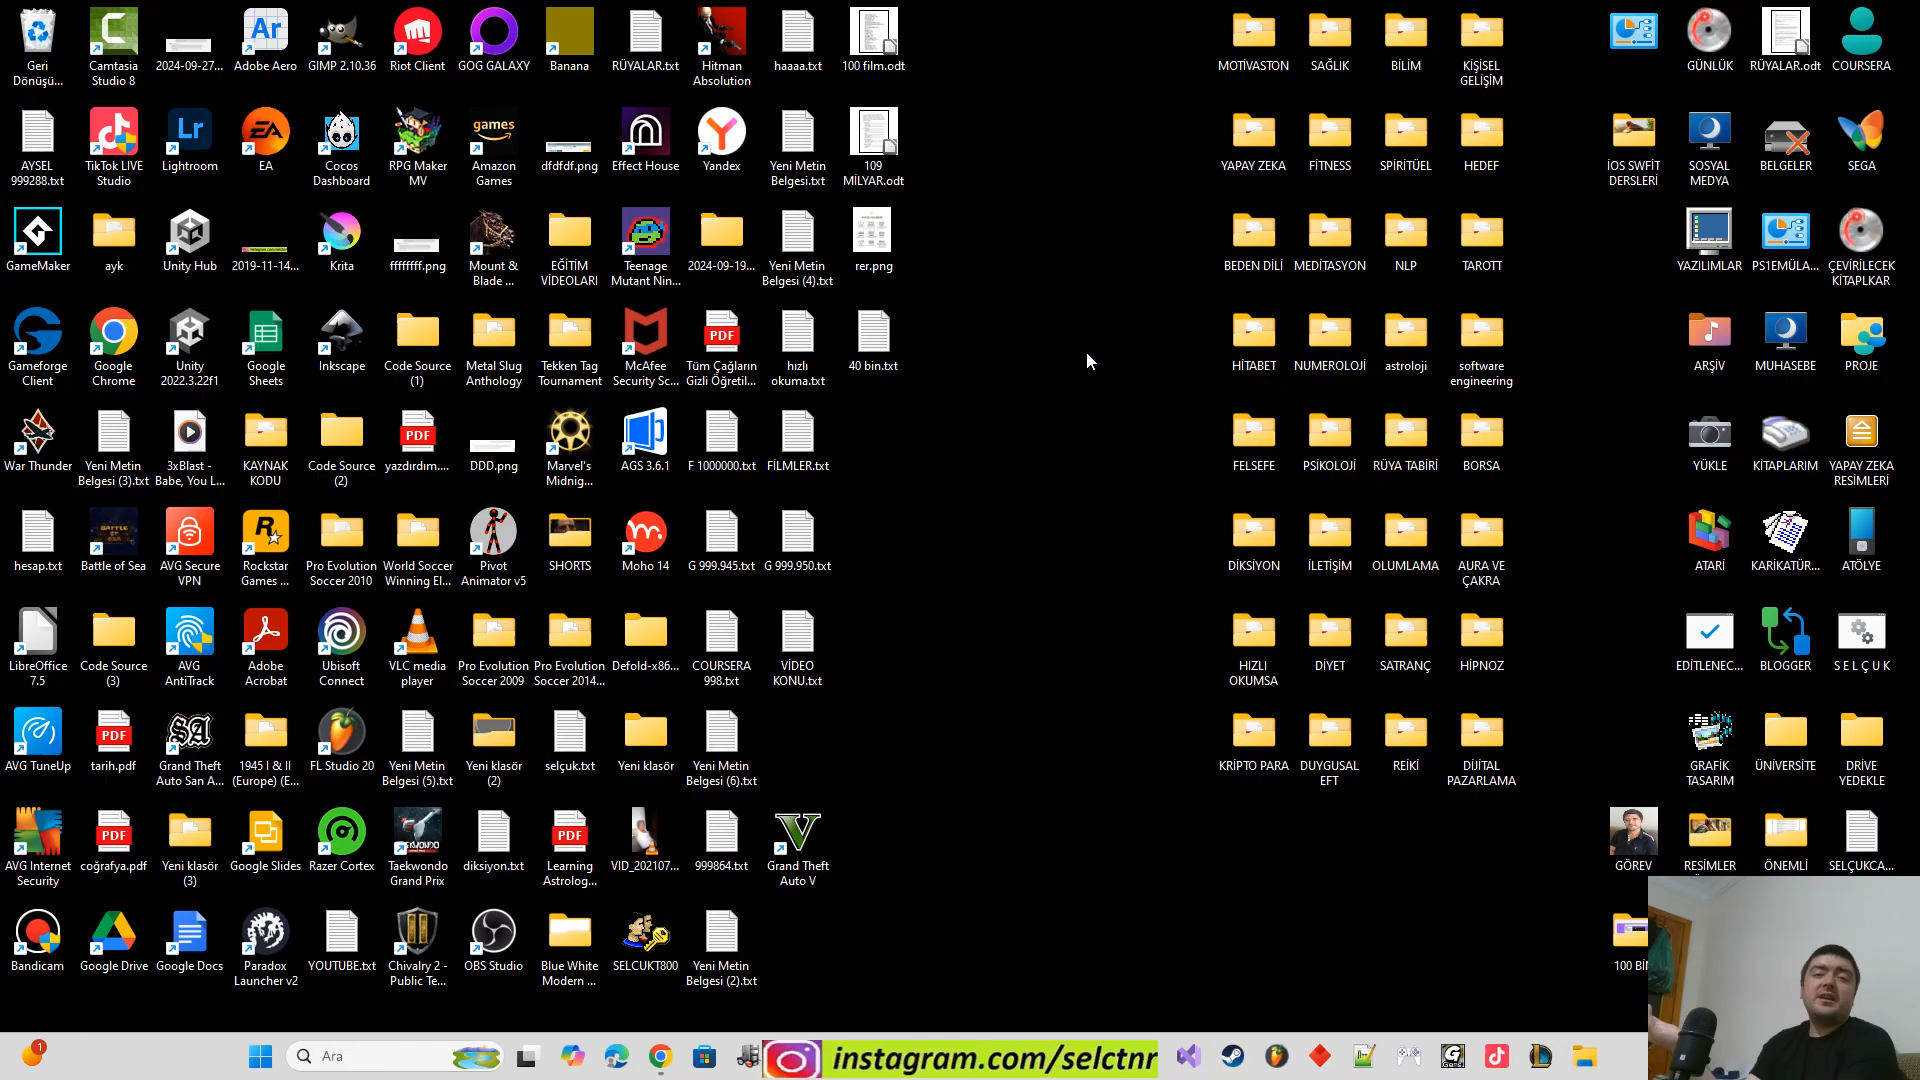 Geri
Dönüşü...
Camtasia
Studio 8
2024-09-27...
Adobe Aero
GIMP 2.10.36
Riot Client
GOG GALAXY
Banana
RÜYALAR.txt
Hitman
Absolution
haaaa.txt
100 film.odt
MOTİVASTON
SAĞLIK
BİLİM
KİŞİSEL
GELİŞİM
GÜNLÜK
RÜYALAR.odt
COURSERA
AYSEL
999288.txt
TikTok LIVE
Studio
Lightroom
EA
Cocos
Dashboard
RPG Maker
MV
Amazon
Games
dfdfdf.png
Effect House
Yandex
Yeni Metin
Belgesi.txt
109
MİLYAR.odt
YAPAY ZEKA
FİTNESS
SPİRİTÜEL
HEDEF
İOS SWFİT
DERSLERİ
SOSYAL
MEDYA
BELGELER
SEGA
GameMaker
ayk
Unity Hub
2019-11-14...
Krita
ffffffff.png
Mount &
Blade ...
EĞİTİM
VİDEOLARI
Teenage
Mutant Nin...
2024-09-19...
Yeni Metin
Belgesi (4).txt
rer.png
BEDEN DİLİ
MEDİTASYON
NLP
TAROTT
YAZILIMLAR
PS1EMÜLA...
ÇEVİRİLECEK
KİTAPLKAR
Gameforge
Client
Google
Chrome
Unity
2022.3.22f1
Google
Sheets
Inkscape
Code Source
(1)
Metal Slug
Anthology
Tekken Tag
Tournament
McAfee
Security Sc...
Tüm Çağların
Gizli Öğretil...
hızlı
okuma.txt
40 bin.txt
HİTABET
NUMEROLOJİ
astroloji
software
engineering
ARŞİV
MUHASEBE
PROJE
War Thunder
Yeni Metin
Belgesi (3).txt
3xBlast -
Babe, You L...
KAYNAK
KODU
Code Source
(2)
yazdırdım....
DDD.png
Marvel's
Midnig...
AGS 3.6.1
F 1000000.txt
FİLMLER.txt
FELSEFE
PSİKOLOJİ
RÜYA TABİRİ
BORSA
YÜKLE
KİTAPLARIM
YAPAY ZEKA
RESİMLERİ
hesap.txt
Battle of Sea
AVG Secure
VPN
Rockstar
Games ...
Pro Evolution
Soccer 2010
World Soccer
Winning El...
Pivot
Animator v5
SHORTS
Moho 14
G 999.945.txt
G 999.950.txt
DİKSİYON
İLETİŞİM
OLUMLAMA
AURA VE
ÇAKRA
ATARİ
KARİKATÜR...
ATÖLYE
LibreOffice
7.5
Code Source
(3)
AVG
AntiTrack
Adobe
Acrobat
Ubisoft
Connect
VLC media
player
Pro Evolution
Soccer 2009
Pro Evolution
Soccer 2014...
Defold-x86...
COURSERA
998.txt
VİDEO
KONU.txt
HIZLI
OKUMSA
DİYET
SATRANÇ
HİPNOZ
EDİTLENEC...
BLOGGER
S E L Ç U K
AVG TuneUp
tarih.pdf
Grand Theft
Auto San A...
1945 I & II
(Europe) (E...
FL Studio 20
Yeni Metin
Belgesi (5).txt
Yeni klasör
(2)
selçuk.txt
Yeni klasör
Yeni Metin
Belgesi (6).txt
KRİPTO PARA
DUYGUSAL
EFT
REİKİ
DİJİTAL
PAZARLAMA
GRAFİK
TASARIM
ÜNİVERSİTE
DRİVE
YEDEKLE
AVG Internet
Security
coğrafya.pdf
Yeni klasör
(3)
Google Slides
Razer Cortex
Taekwondo
Grand Prix
diksiyon.txt
Learning
Astrolog...
VID_202107...
999864.txt
Grand Theft
Auto V
GÖREV
RESİMLER
ÖNEMLİ
SELÇUKCA...
Bandicam
Google Drive
Google Docs
Paradox
Launcher v2
YOUTUBE.txt
Chivalry 2 -
Public Te...
OBS Studio
Blue White
Modern ...
SELCUKT800
Yeni Metin
Belgesi (2).txt
100 BİN
1
Ara
instagram.com/selctnr